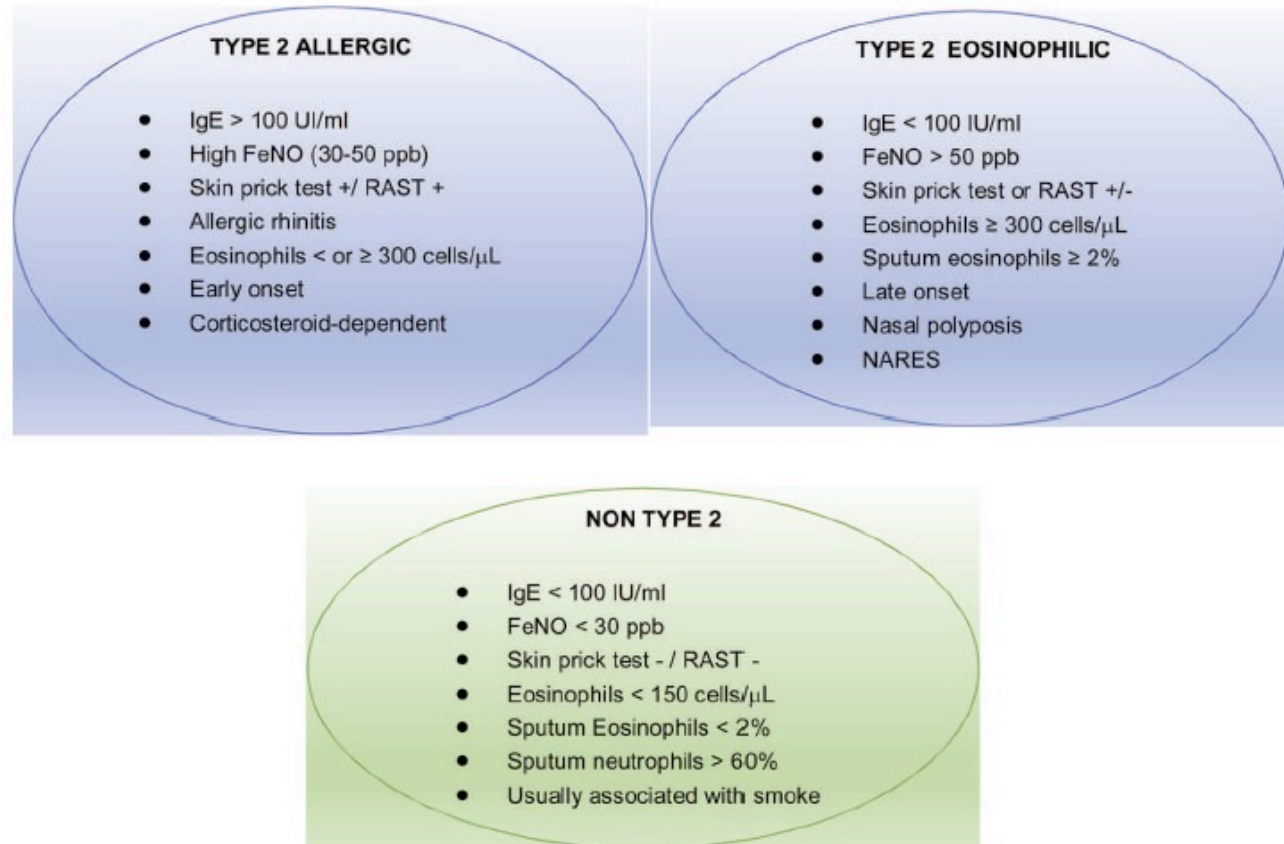 TYPE 2 ALLERGIC
• IgE > 100 UI/ml
• High FeNO (30-50 ppb)
• Skin prick test +/ RAST +
• Allergic rhinitis
• Eosinophils < or ≥ 300 cells/μL
• Early onset
• Corticosteroid-dependent
TYPE 2 EOSINOPHILIC
• IgE < 100 IU/ml
• FeNO > 50 ppb
• Skin prick test or RAST +/-
• Eosinophils ≥ 300 cells/μL
• Sputum eosinophils ≥ 2%
• Late onset
• Nasal polyposis
• NARES
NON TYPE 2
• IgE < 100 IU/ml
• FeNO < 30 ppb
• Skin prick test - / RAST -
• Eosinophils < 150 cells/μL
• Sputum Eosinophils < 2%
• Sputum neutrophils > 60%
• Usually associated with smoke